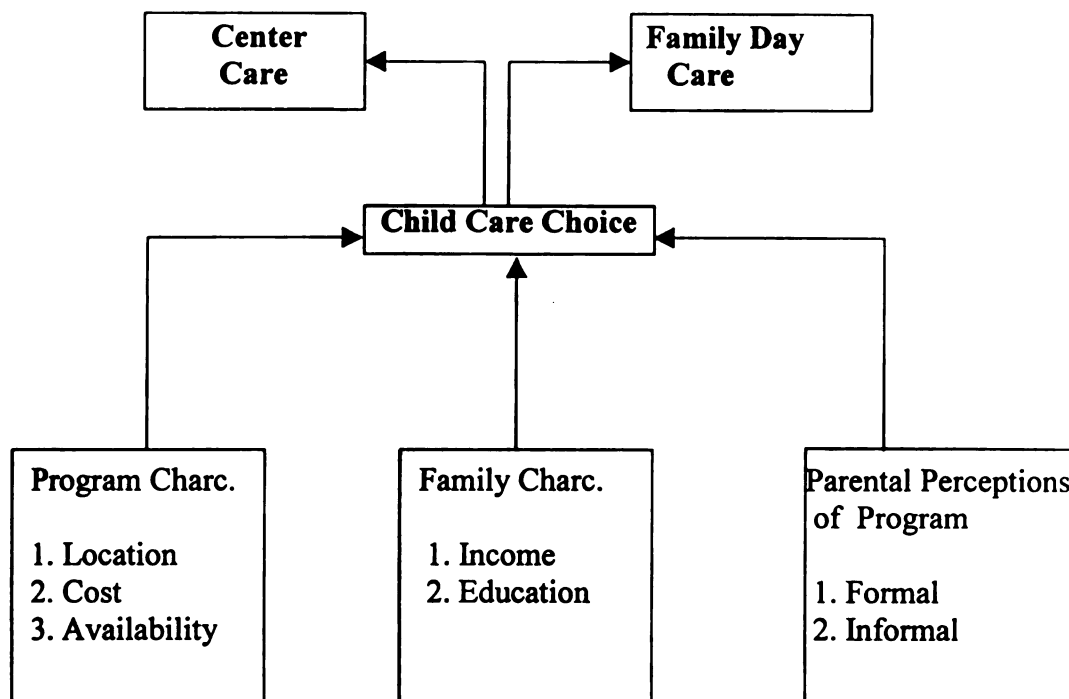 Center
Care
Family Day
Care
Child Care Choice
Program Charc.
1. Location
2. Cost
3. Availability
Family Charc.
1. Income
2. Education
Parental Perceptions
of Program
1. Formal
2. Informal